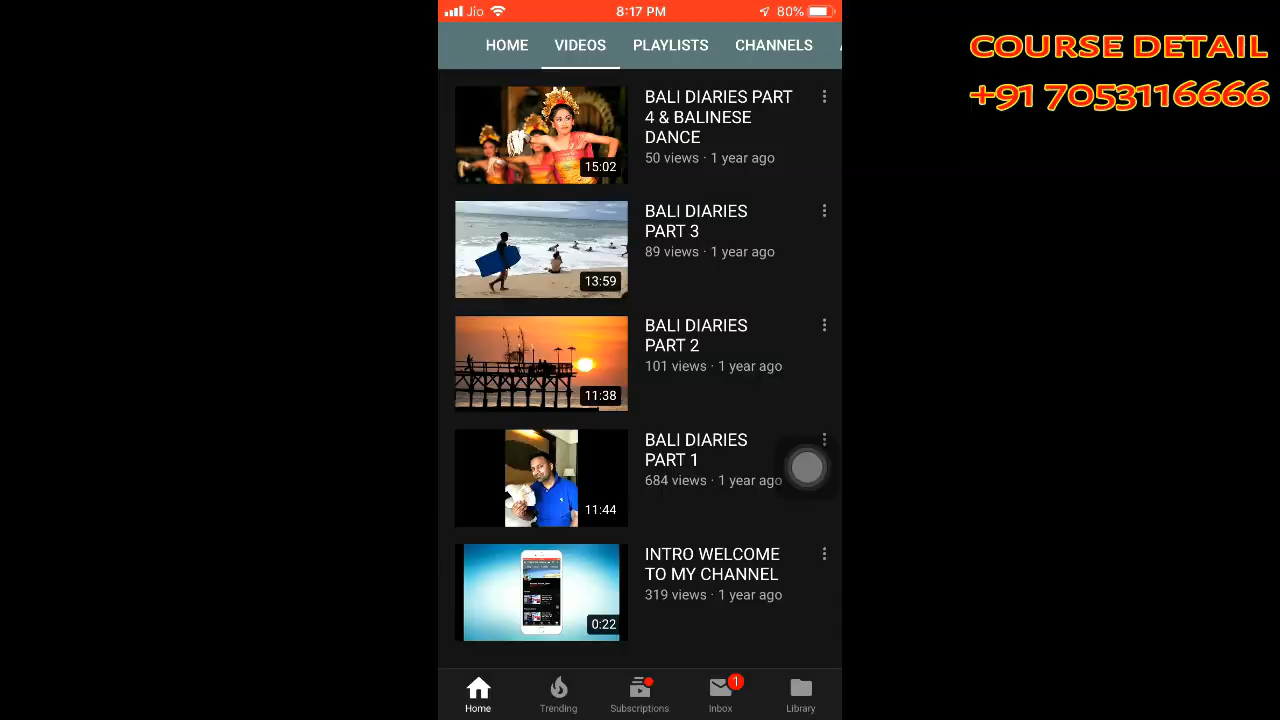 Jio 8:17 PM 80%
COURSE DETAIL
+91 7053116666
HOME VIDEOS PLAYLISTS CHANNELS
BALI DIARIES PART
4 & BALINESE
DANCE
50 views · 1 year ago
15:02
BALI DIARIES
PART 3
89 views · 1 year ago
13:59
BALI DIARIES
PART 2
101 views · 1 year ago
11:38
BALI DIARIES
PART 1
684 views · 1 year ago
11:44
INTRO WELCOME
TO MY CHANNEL
319 views · 1 year ago
0:22
1
Home Trending Subscriptions Inbox Library